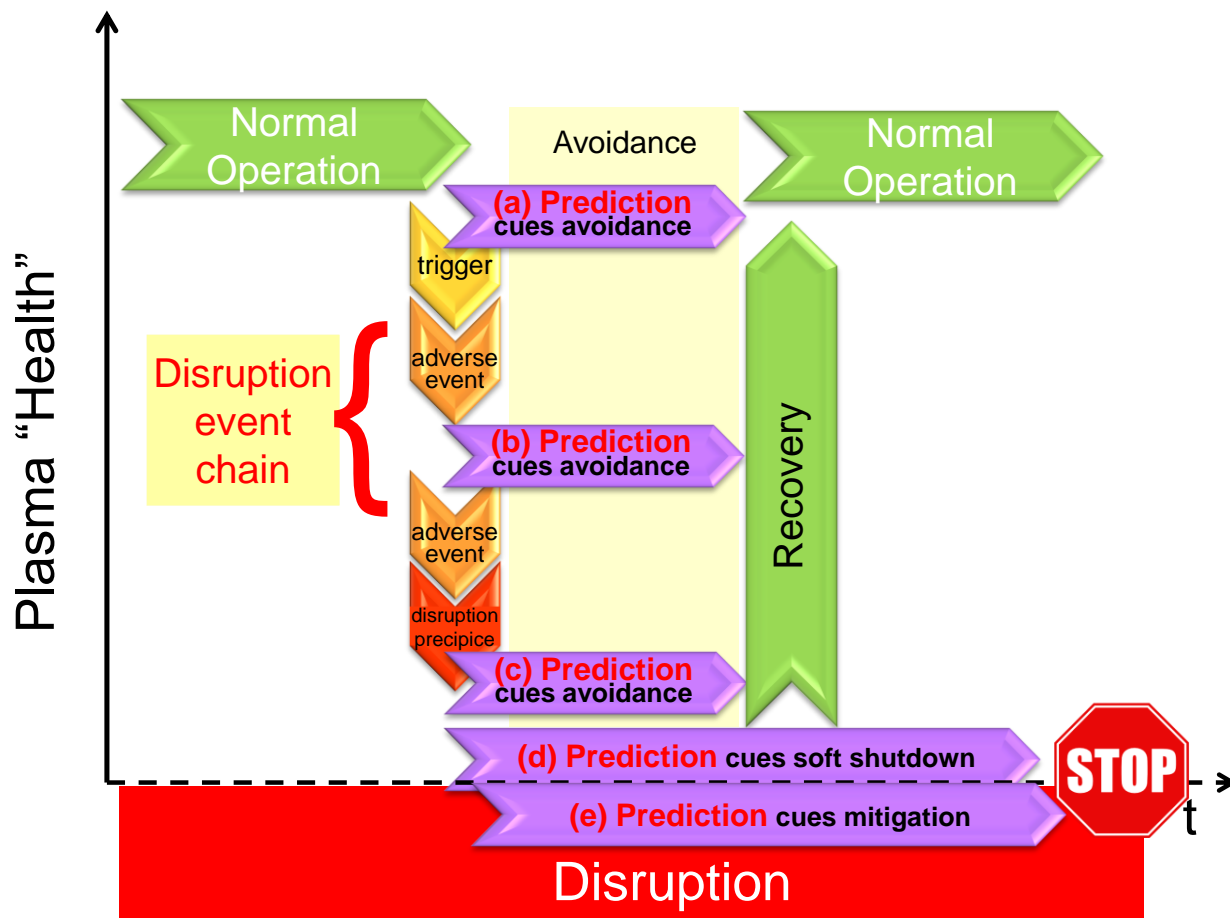 Plasma “Health”
Normal
Operation
Avoidance
Normal
Operation
(a) Prediction
cues avoidance
trigger
adverse
event
Disruption
event
chain
(b) Prediction
cues avoidance
adverse
event
Recovery
disruption
precipice
(c) Prediction
cues avoidance
(d) Prediction cues soft shutdown
STOP
(e) Prediction cues mitigation
t
Disruption